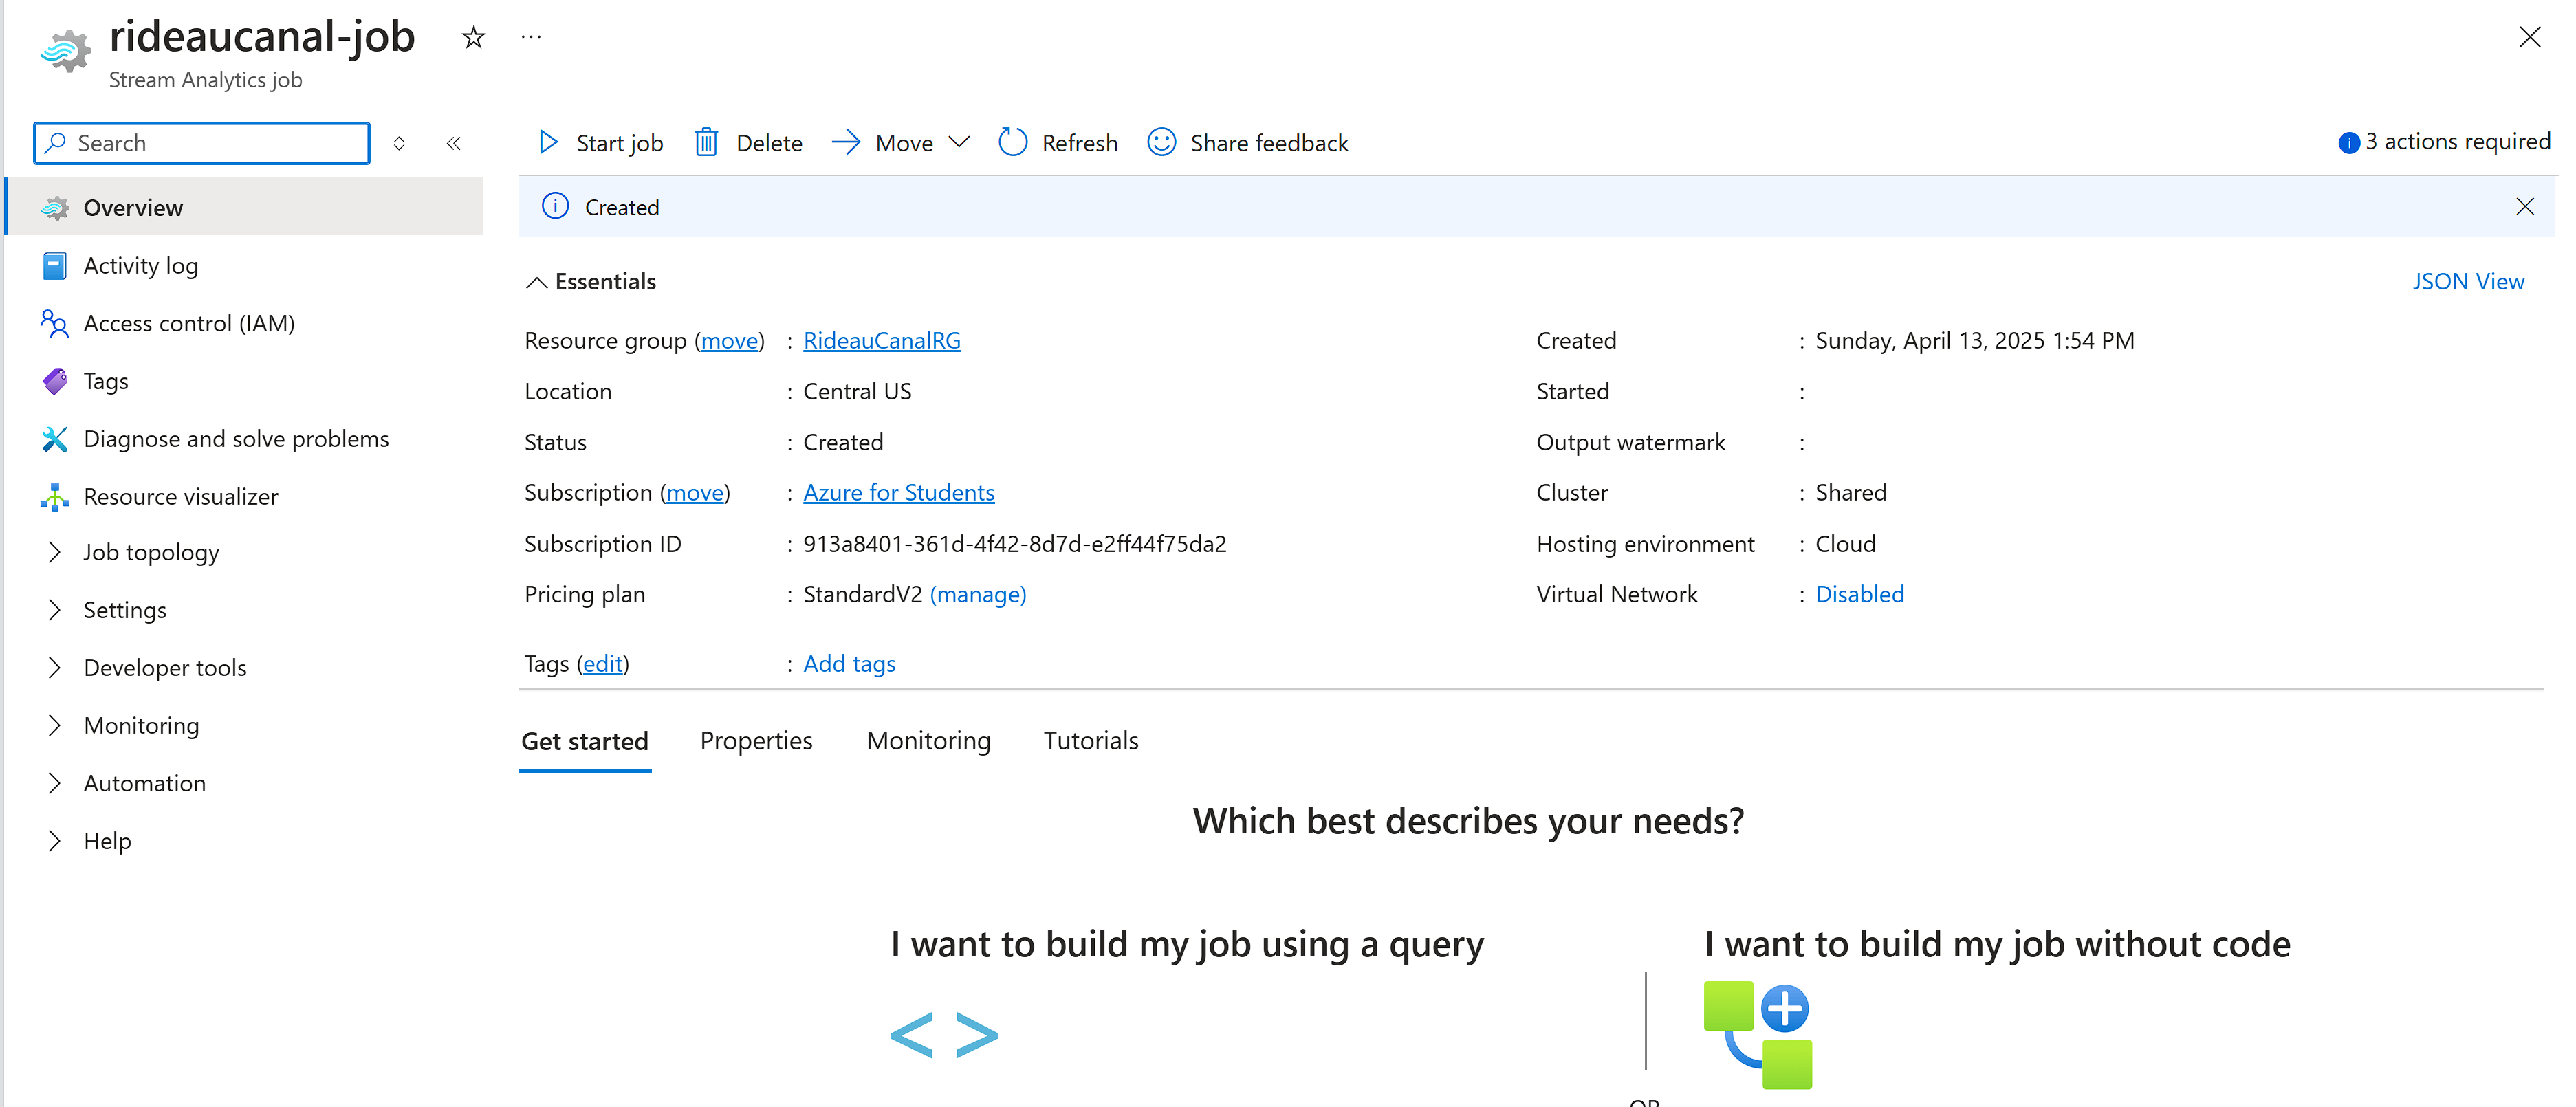 rideaucanal-job
Stream Analytics job
Search
Start job
Delete
Move
Refresh
Share feedback
3 actions required
Overview
Activity log
Access control (IAM)
Tags
Diagnose and solve problems
Resource visualizer
Job topology
Settings
Developer tools
Monitoring
Automation
Help
Created
Essentials
JSON View
Resource group (move) : RideauCanalRG
Location : Central US
Status : Created
Subscription (move) : Azure for Students
Subscription ID : 913a8401-361d-4f42-8d7d-e2ff44f75da2
Pricing plan : StandardV2 (manage)
Tags (edit) : Add tags
Created : Sunday, April 13, 2025 1:54 PM
Started :
Output watermark :
Cluster : Shared
Hosting environment : Cloud
Virtual Network : Disabled
Get started
Properties
Monitoring
Tutorials
Which best describes your needs?
I want to build my job using a query
I want to build my job without code